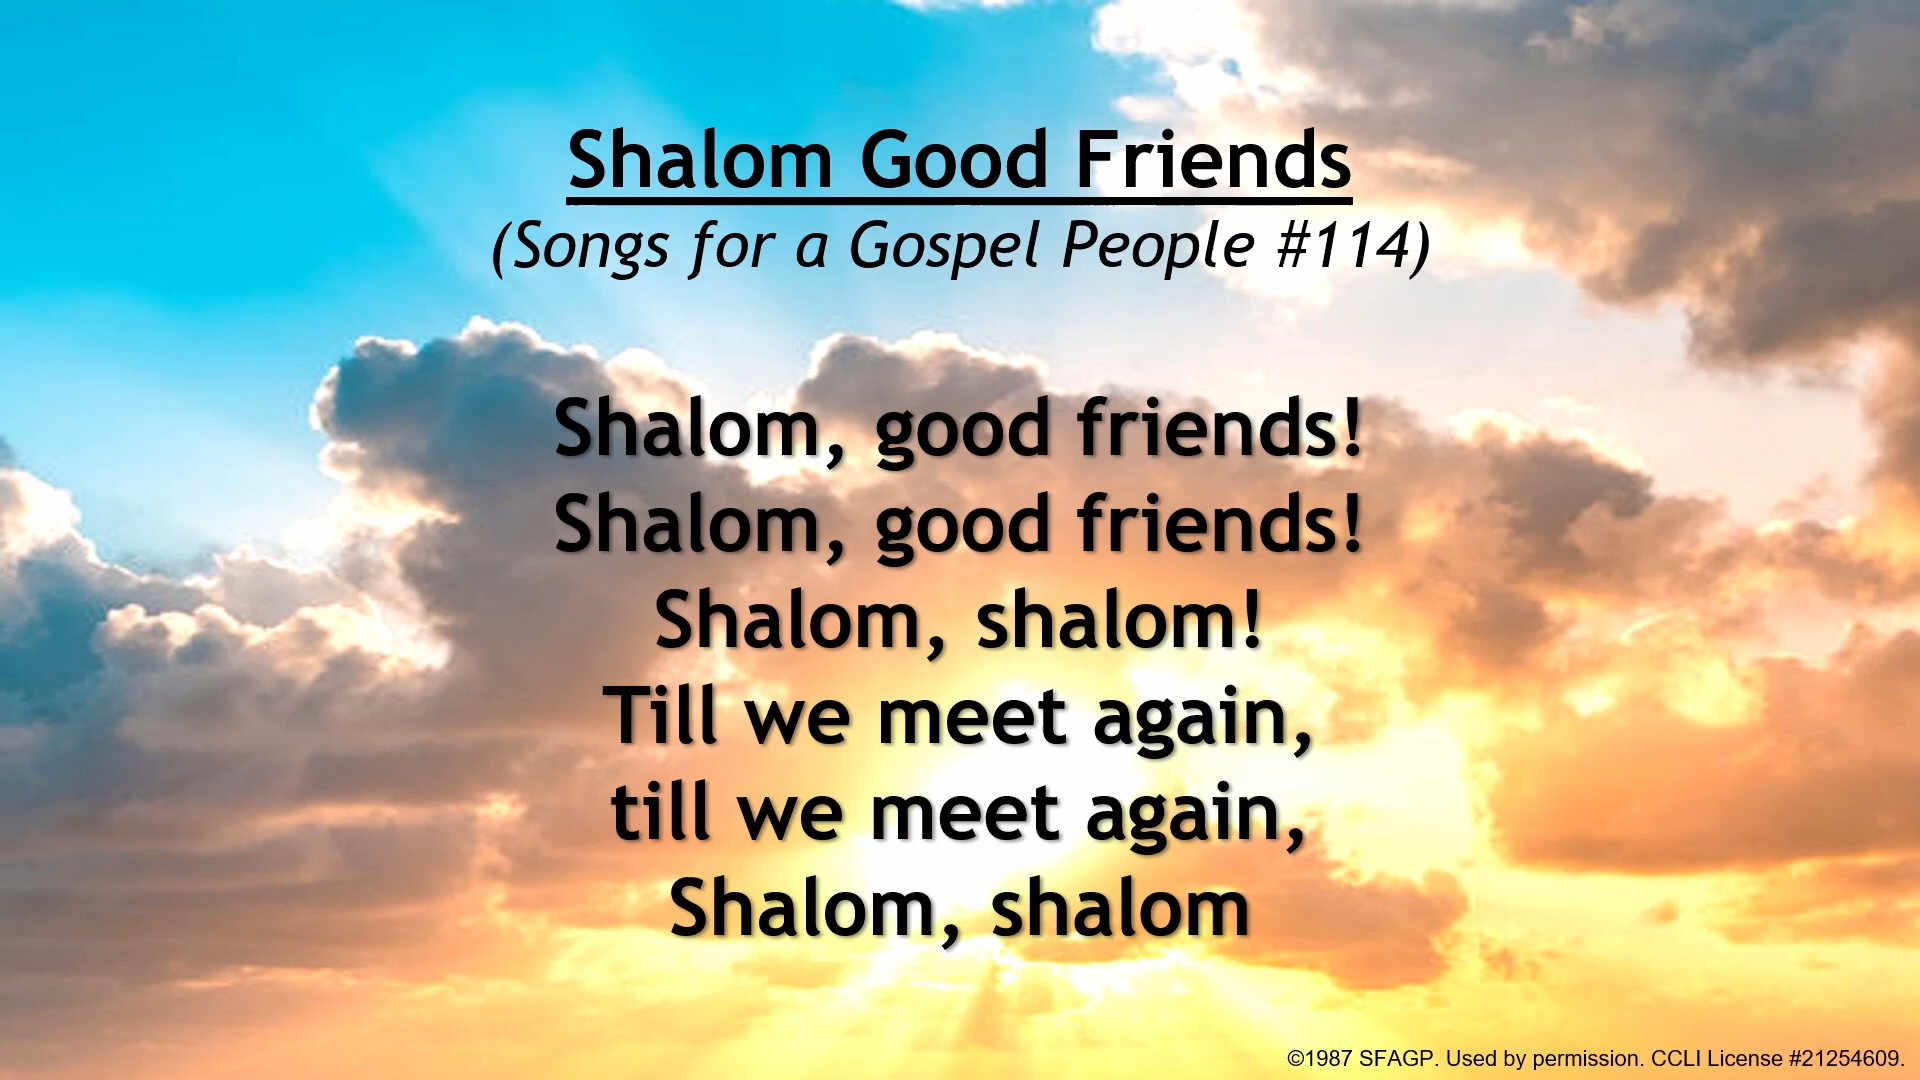 Shalom Good Friends
(Songs for a Gospel People #114)
Shalom, good friends!
Shalom, good friends!
Shalom, shalom!
Till we meet again,
till we meet again,
Shalom, shalom
©1987 SFAGP. Used by permission. CCLI License #21254609.